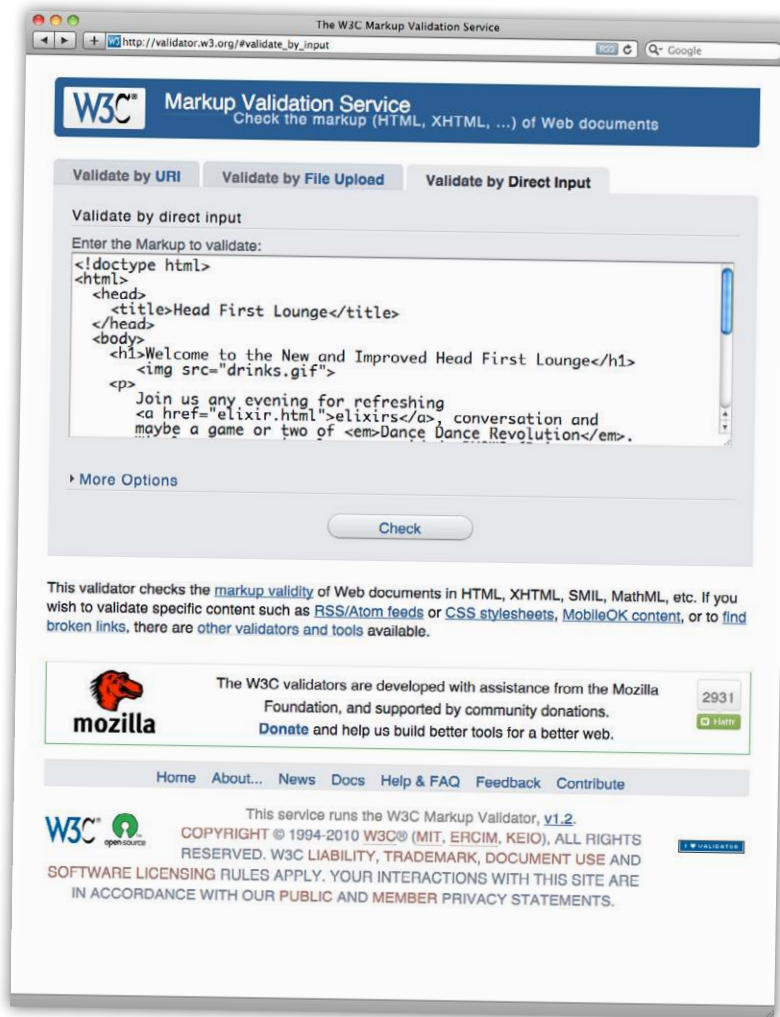 The W3C Markup Validation Service
http://validator.w3.org/#validate_by_input
RSS
Google
W3C® Markup Validation Service
Check the markup (HTML, XHTML, ...) of Web documents
Validate by URI Validate by File Upload Validate by Direct Input
Validate by direct input
Enter the Markup to validate:
<!doctype html>
<html>
<head>
<title>Head First Lounge</title>
</head>
<body>
<h1>Welcome to the New and Improved Head First Lounge</h1>
<img src="drinks.gif">
<p>
Join us any evening for refreshing
<a href="elixir.html">elixirs</a>, conversation and
maybe a game or two of <em>Dance Dance Revolution</em>.
More Options
Check
This validator checks the markup validity of Web documents in HTML, XHTML, SMIL, MathML, etc. If you
wish to validate specific content such as RSS/Atom feeds or CSS stylesheets, MobileOK content, or to find
broken links, there are other validators and tools available.
mozilla
The W3C validators are developed with assistance from the Mozilla
Foundation, and supported by community donations.
Donate and help us build better tools for a better web.
2931
Flattr
Home About... News Docs Help & FAQ Feedback Contribute
W3C®
open source
This service runs the W3C Markup Validator, v1.2.
COPYRIGHT © 1994-2010 W3C® (MIT, ERCIM, KEIO), ALL RIGHTS
RESERVED. W3C LIABILITY, TRADEMARK, DOCUMENT USE AND
SOFTWARE LICENSING RULES APPLY. YOUR INTERACTIONS WITH THIS SITE ARE
IN ACCORDANCE WITH OUR PUBLIC AND MEMBER PRIVACY STATEMENTS.
I ♥ VALIDATOR